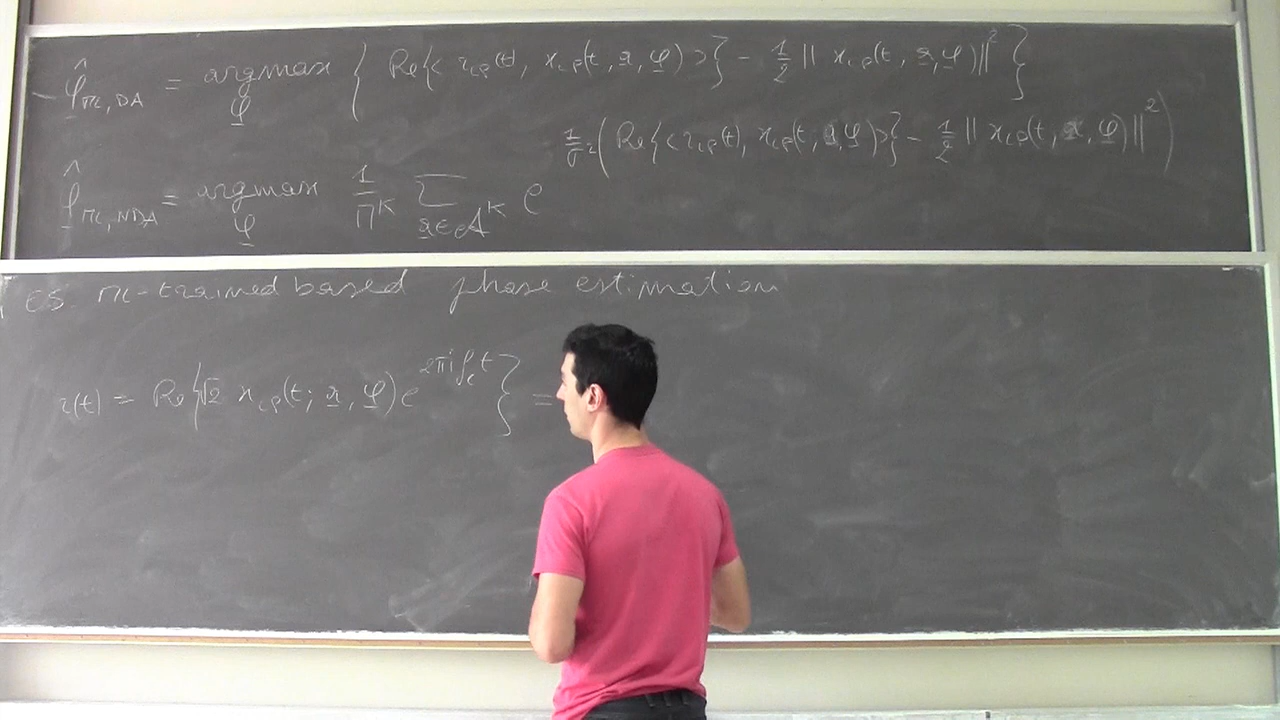 φ̂_ML,DA = argmax_φ { Re{< r_LP(t), x_LP(t, a, φ) >} - 1/2 || x_LP(t, a, φ) ||² }
φ̂_ML,NDA = argmax_φ 1/M^K Σ_{a∈A^K} e^{1/σ² ( Re{< r_LP(t), x_LP(t, a, φ) >} - 1/2 || x_LP(t, a, φ) ||² )}
ES ML-trained based phase estimation
r(t) = Re{ √2 x_LP(t; a, φ) e^{2πi f_c t} } =